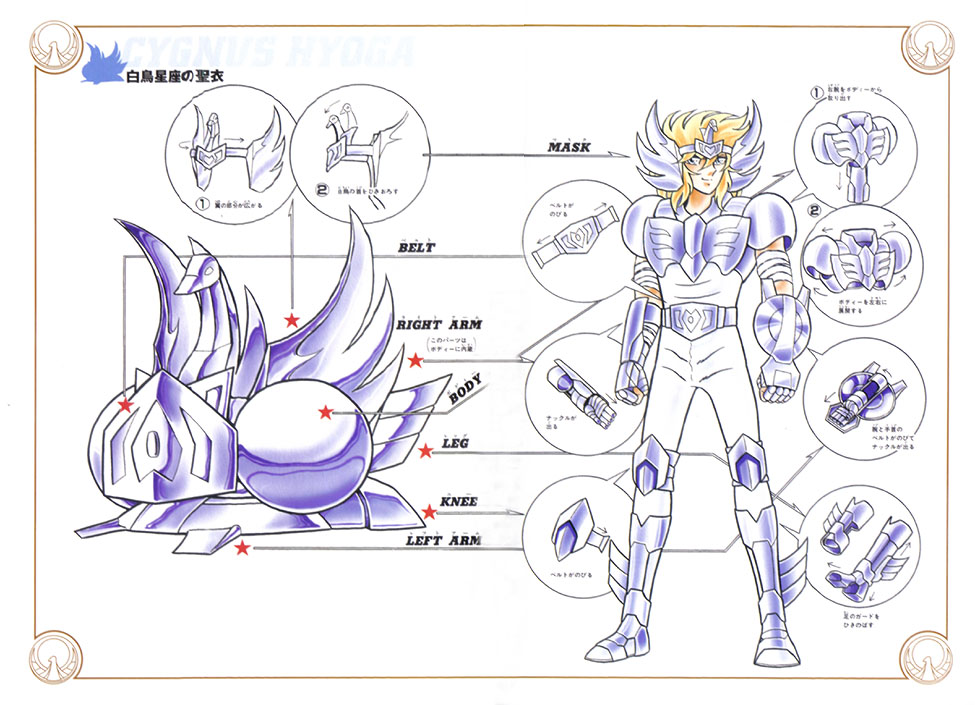 CYGNUS HYOGA
白鳥星座の聖衣
①
翼の部分が広がる
②
白鳥の首をひきおろす
MASK
ベルトが
のびる
BELT
RIGHT ARM
(このパーツは
ボディーに内蔵)
BODY
LEG
KNEE
LEFT ARM
ナックルが
出る
ベルトがのびる
①
右腕をボディーから
取り出す
②
ボディーを左右に
展開する
腕と手首の
ベルトがのびて
ナックルが出る
足のガードを
ひきのばす